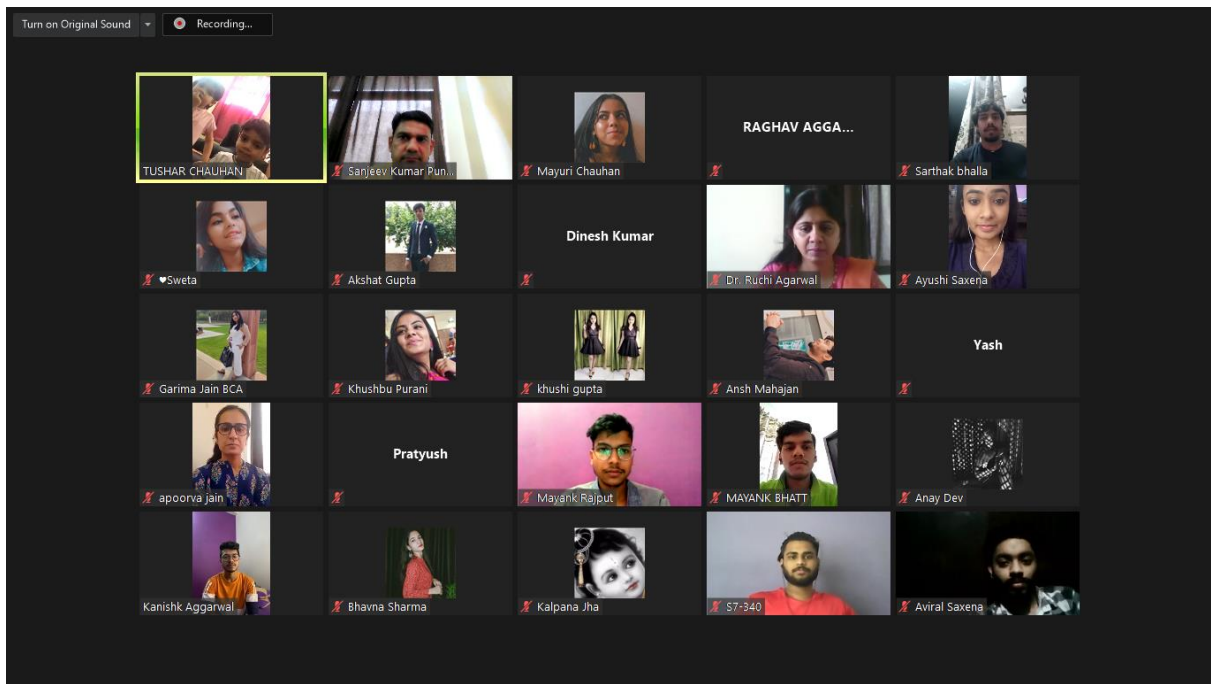 Turn on Original Sound
Recording...
TUSHAR CHAUHAN
Sanjeev Kumar Pun...
Mayuri Chauhan
RAGHAV AGGA...
Sarthak bhalla
♥Sweta
Akshat Gupta
Dinesh Kumar
Dr. Ruchi Agarwal
Ayushi Saxena
Garima Jain BCA
Khushbu Purani
khushi gupta
Ansh Mahajan
Yash
apoorva jain
Pratyush
Mayank Rajput
MAYANK BHATT
Anay Dev
Kanishk Aggarwal
Bhavna Sharma
Kalpana Jha
S7-340
Aviral Saxena